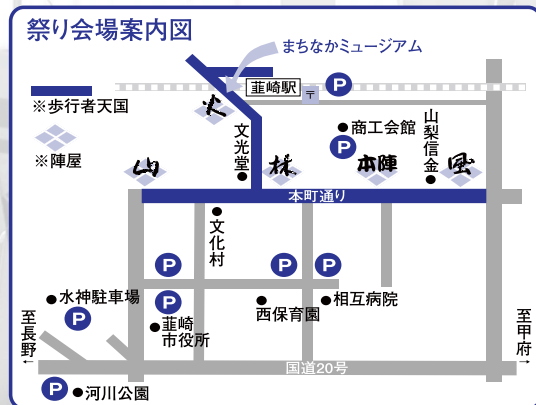 祭り会場案内図
まちなかミュージアム
韮崎駅
〒
P
※歩行者天国
火
※陣屋
文光堂
商工会館
P
山梨信金
山
林
本陣
風
本町通り
文化村
P
P
P
水神駐車場
P
P
韮崎
市役所
西保育園
相互病院
至長野
←
至甲府
→
国道20号
P
河川公園